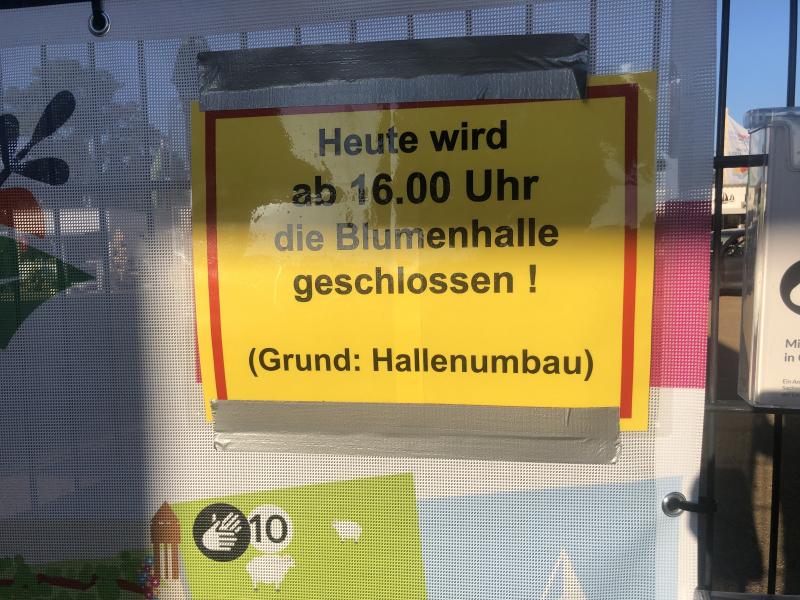 Heute wird
ab 16.00 Uhr
die Blumenhalle
geschlossen !
(Grund: Hallenumbau)
10